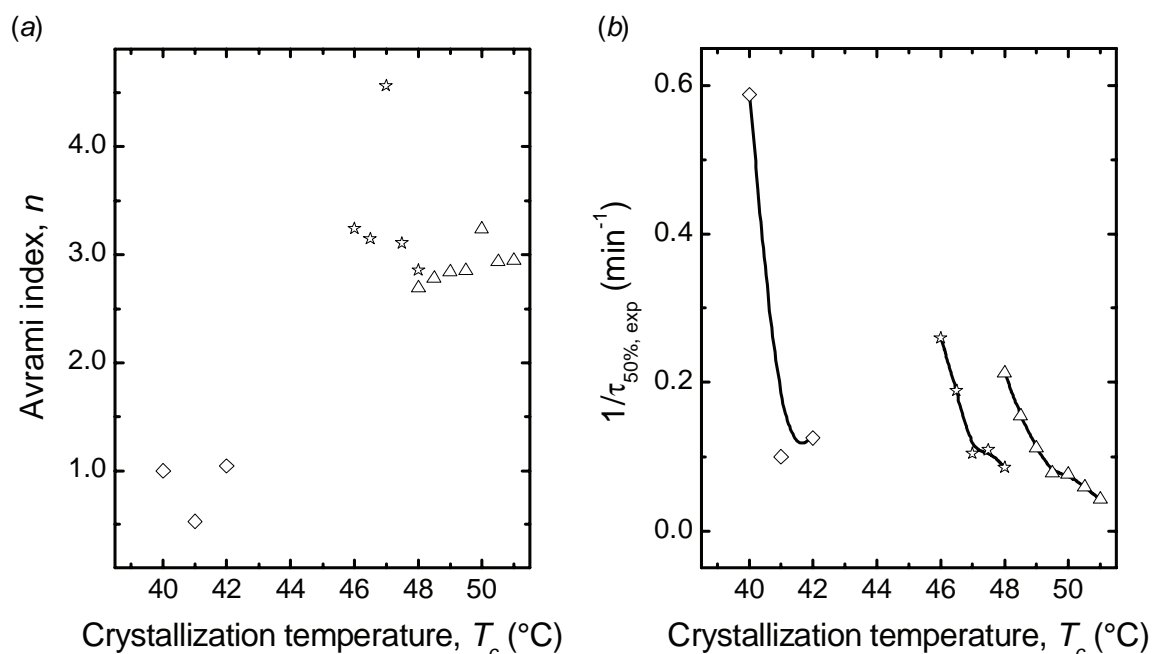 (a)
Avrami index, n
4.0
3.0
2.0
1.0
40 42 44 46 48 50
Crystallization temperature, Tc (°C)
(b)
1/τ50%, exp (min-1)
0.6
0.4
0.2
0.0
40 42 44 46 48 50
Crystallization temperature, Tc (°C)